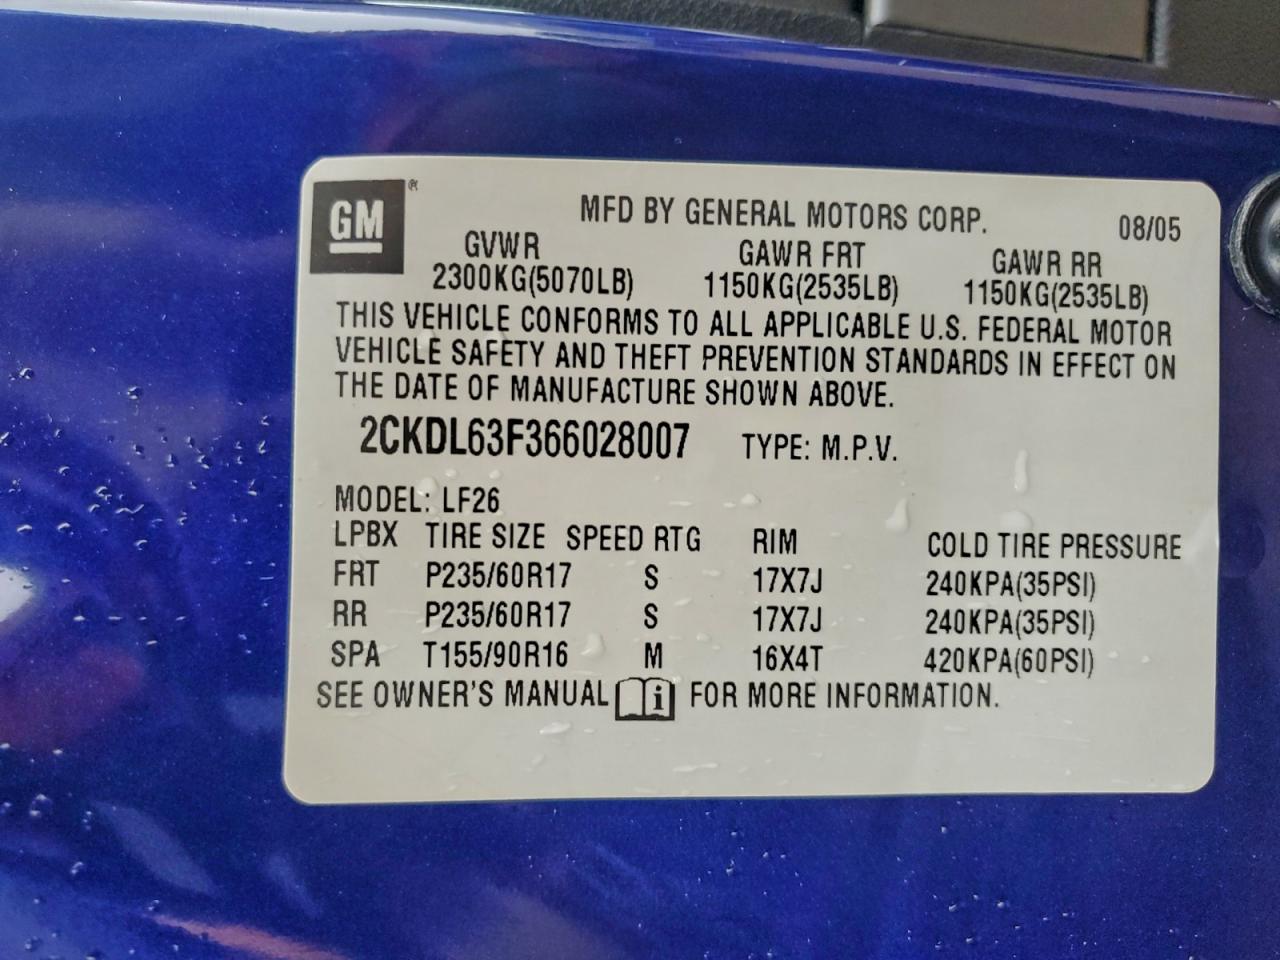 GM ®
MFD BY GENERAL MOTORS CORP. 08/05
GVWR GAWR FRT GAWR RR
2300KG(5070LB) 1150KG(2535LB) 1150KG(2535LB)
THIS VEHICLE CONFORMS TO ALL APPLICABLE U.S. FEDERAL MOTOR
VEHICLE SAFETY AND THEFT PREVENTION STANDARDS IN EFFECT ON
THE DATE OF MANUFACTURE SHOWN ABOVE.
2CKDL63F366028007 TYPE: M.P.V.
MODEL: LF26
LPBX TIRE SIZE SPEED RTG RIM COLD TIRE PRESSURE
FRT P235/60R17 S 17X7J 240KPA(35PSI)
RR P235/60R17 S 17X7J 240KPA(35PSI)
SPA T155/90R16 M 16X4T 420KPA(60PSI)
SEE OWNER'S MANUAL i FOR MORE INFORMATION.